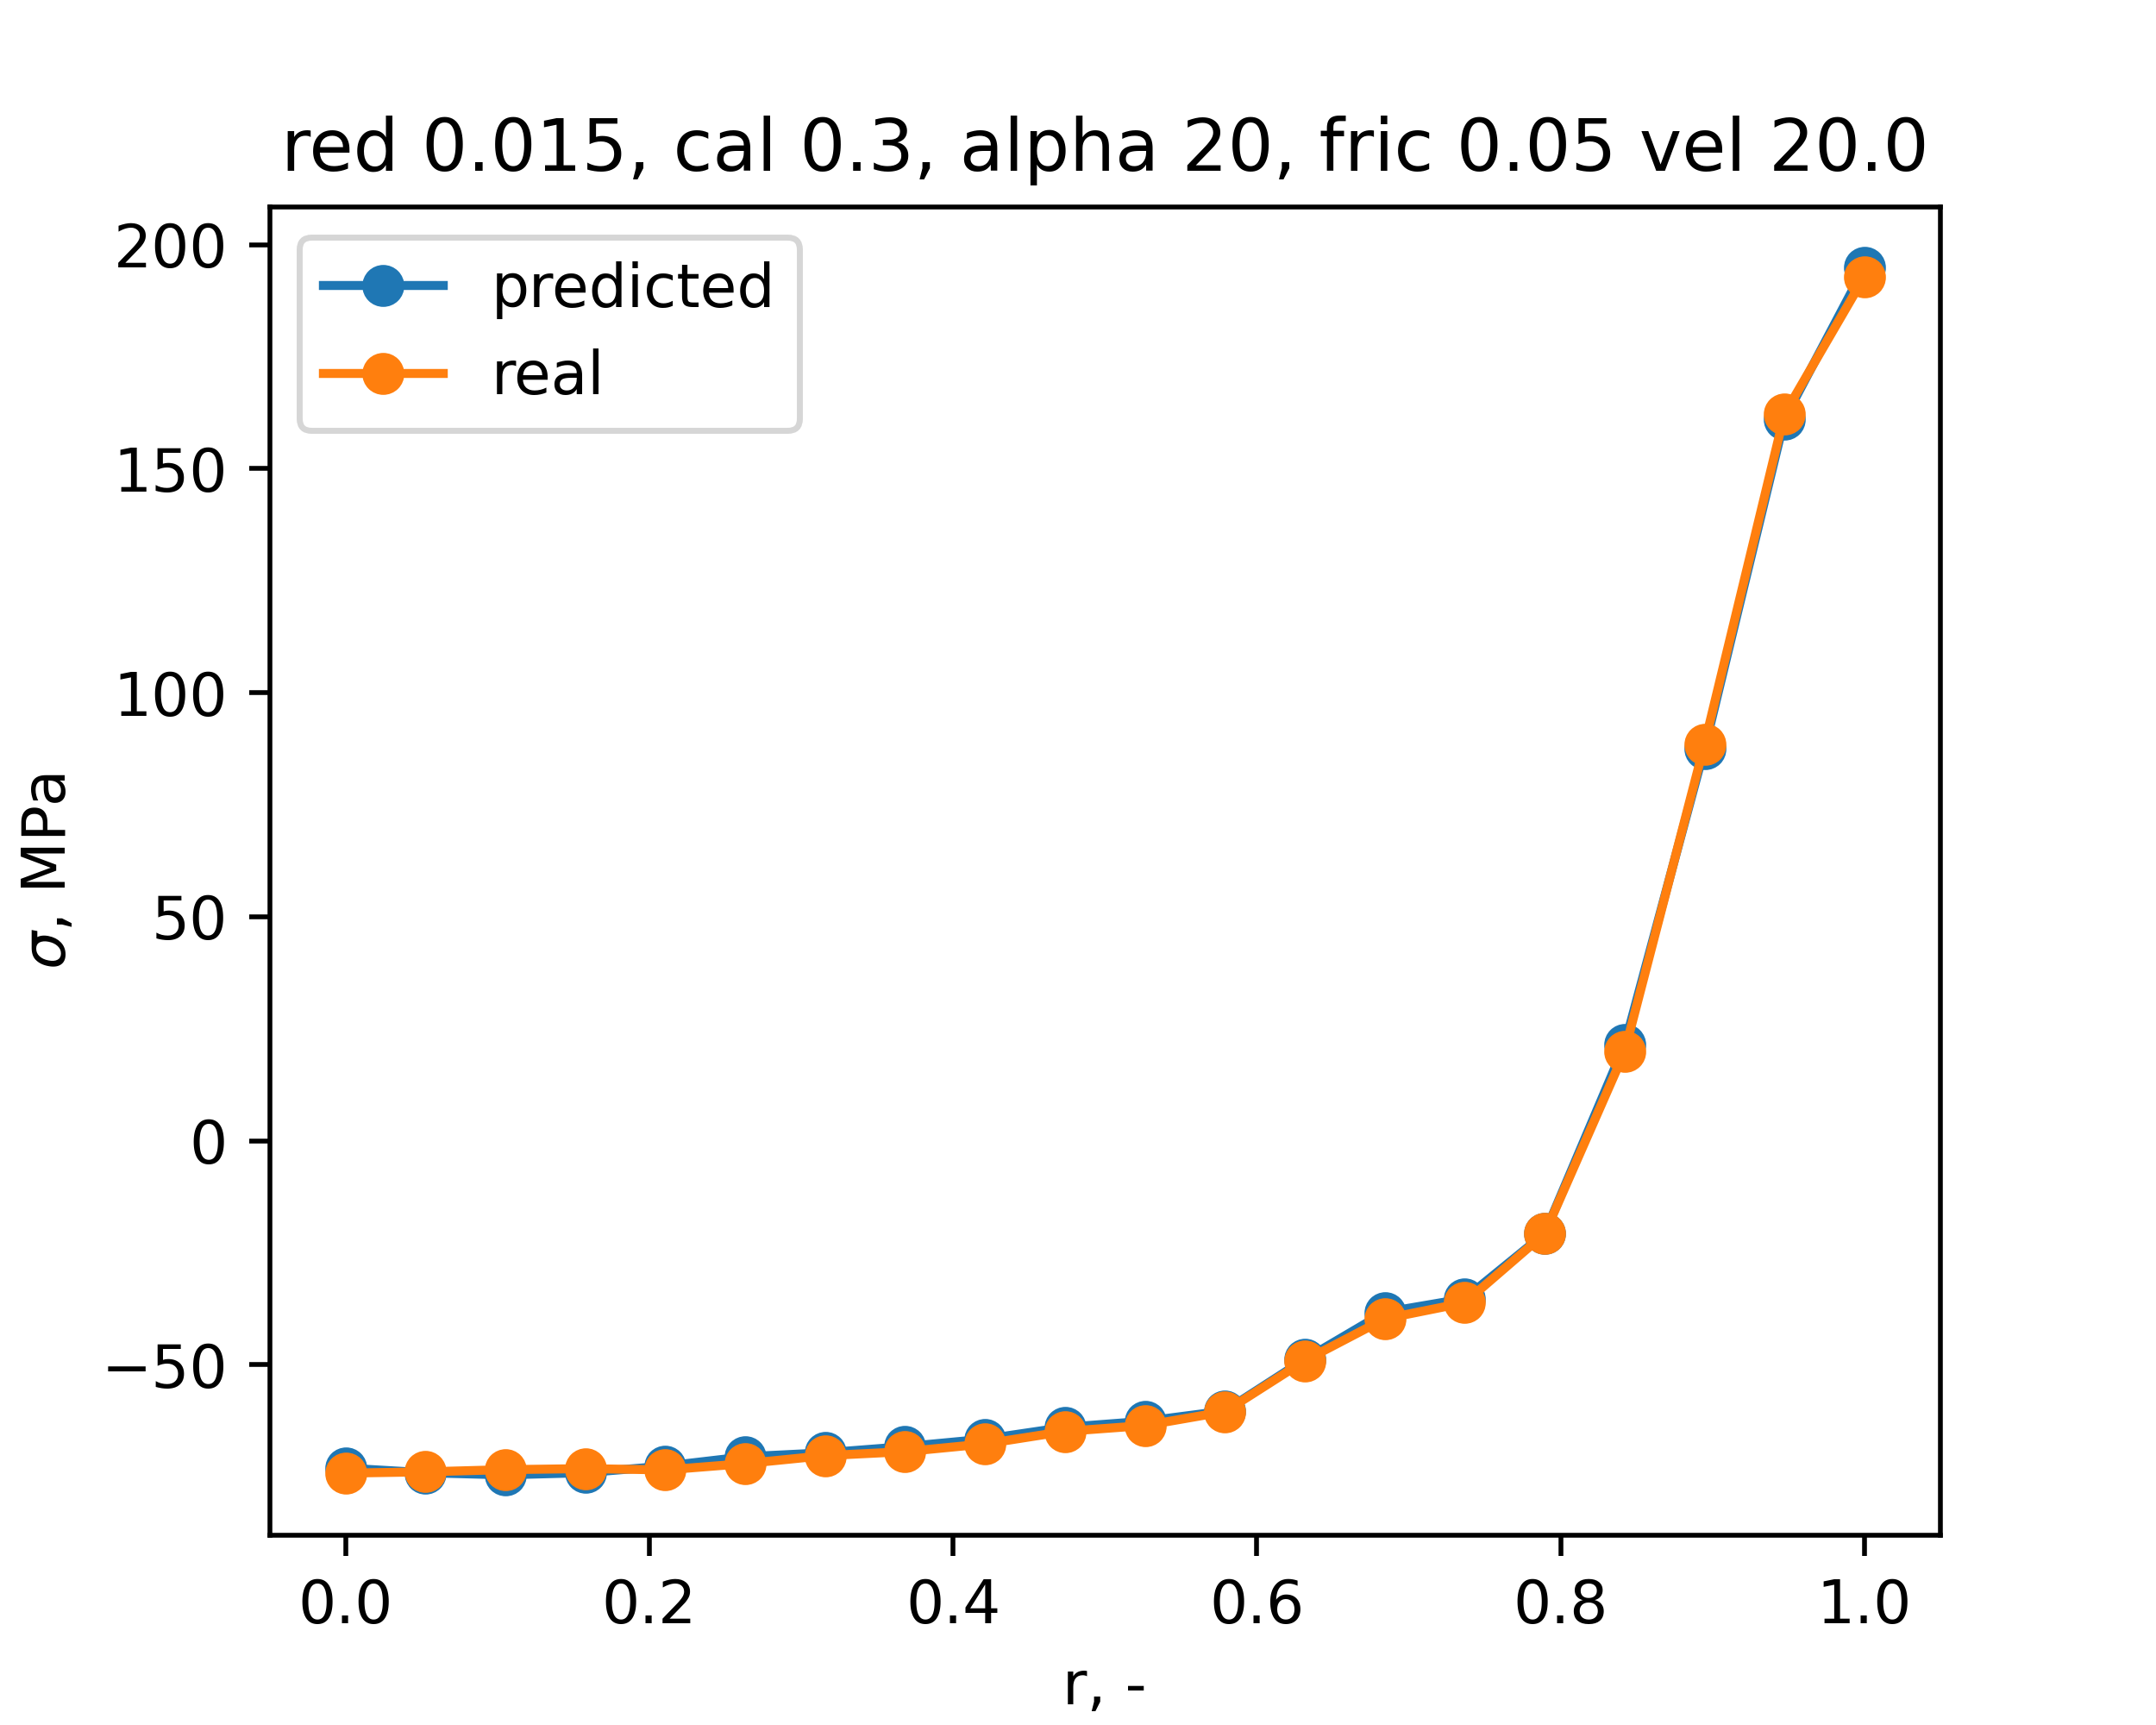 red 0.015, cal 0.3, alpha 20, fric 0.05 vel 20.0
predicted
real
200
150
100
50
0
−50
σ, MPa
0.0 0.2 0.4 0.6 0.8 1.0
r, -